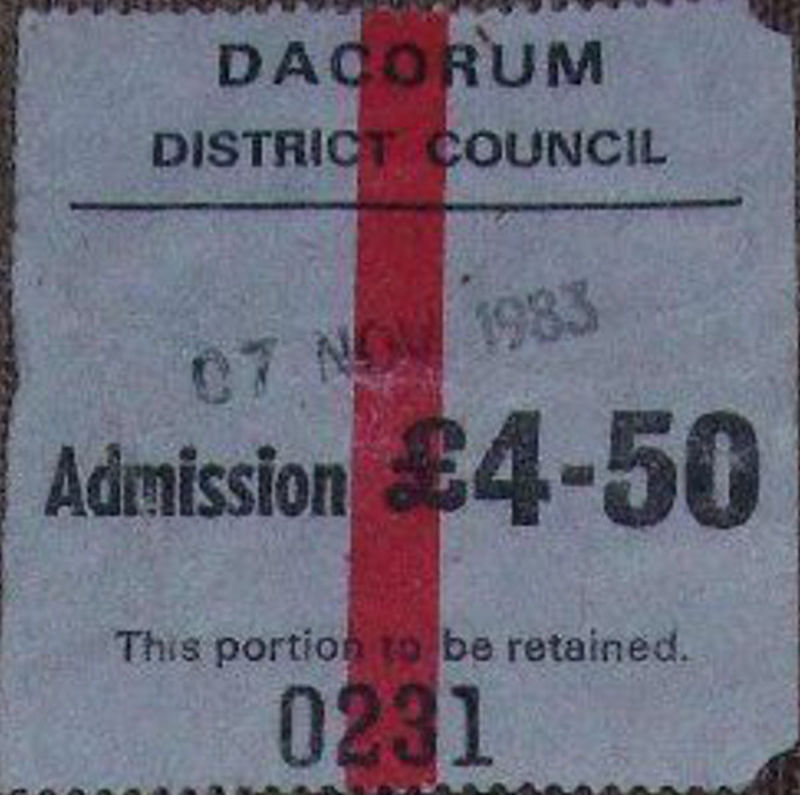 DACORUM
DISTRICT COUNCIL
07 NOV 1983
Admission £4-50
This portion to be retained.
0231